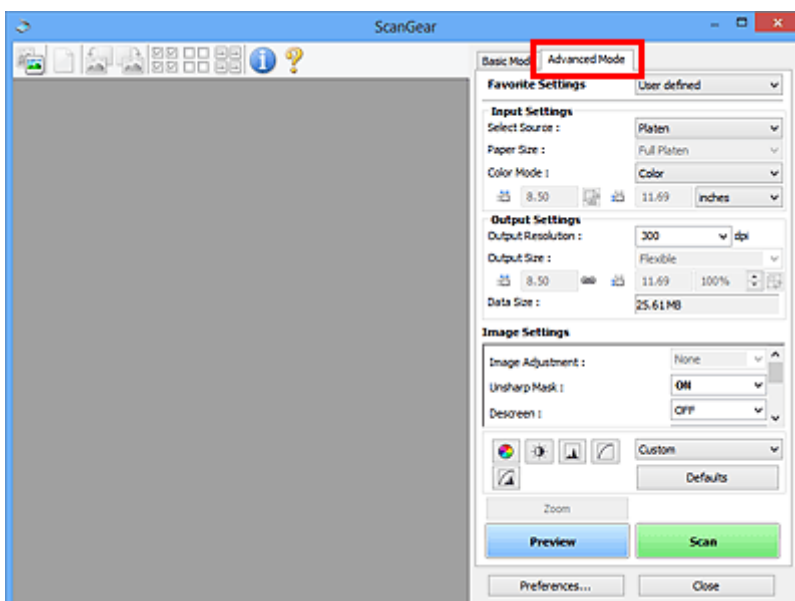 ScanGear
Basic Mode Advanced Mode
Favorite Settings User defined
Input Settings
Select Source : Platen
Paper Size : Full Platen
Color Mode : Color
8.50 11.69 inches
Output Settings
Output Resolution : 300 dpi
Output Size : Flexible
8.50 11.69 100%
Data Size : 25.61MB
Image Settings
Image Adjustment : None
Unsharp Mask : ON
Descreen : OFF
Custom
Defaults
Zoom
Preview Scan
Preferences... Close